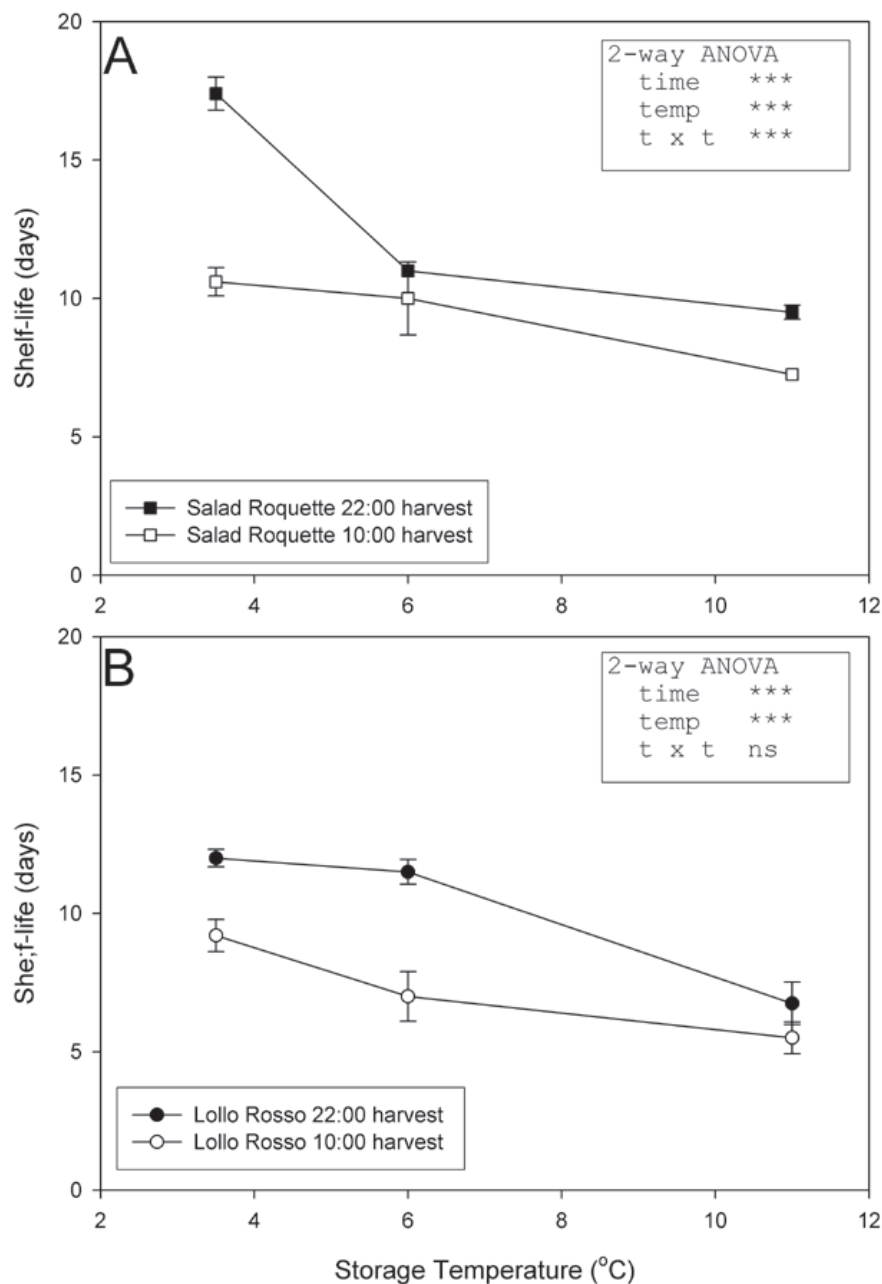 A
20
15
10
5
0
Shelf-life (days)
2-way ANOVA
time ***
temp ***
t x t ***
Salad Roquette 22:00 harvest
Salad Roquette 10:00 harvest
2 4 6 8 10 12
B
20
15
10
5
0
She;f-life (days)
2-way ANOVA
time ***
temp ***
t x t ns
Lollo Rosso 22:00 harvest
Lollo Rosso 10:00 harvest
2 4 6 8 10 12
Storage Temperature (°C)